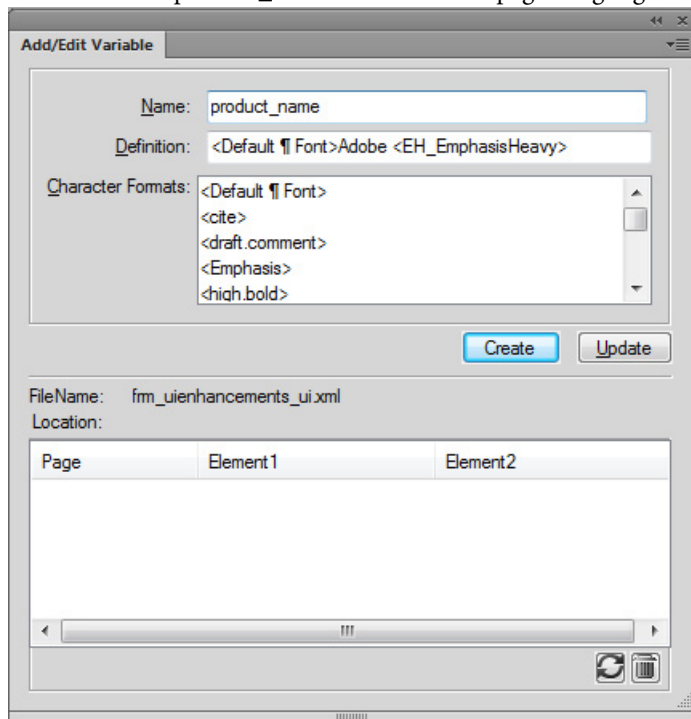 Add/Edit Variable
Name: product_name
Definition: <Default ¶ Font>Adobe <EH_EmphasisHeavy>
Character Formats: <Default ¶ Font>
<cite>
<draft.comment>
<Emphasis>
<high.bold>
Create Update
FileName: frm_uienhancements_ui.xml
Location:
Page Element1 Element2